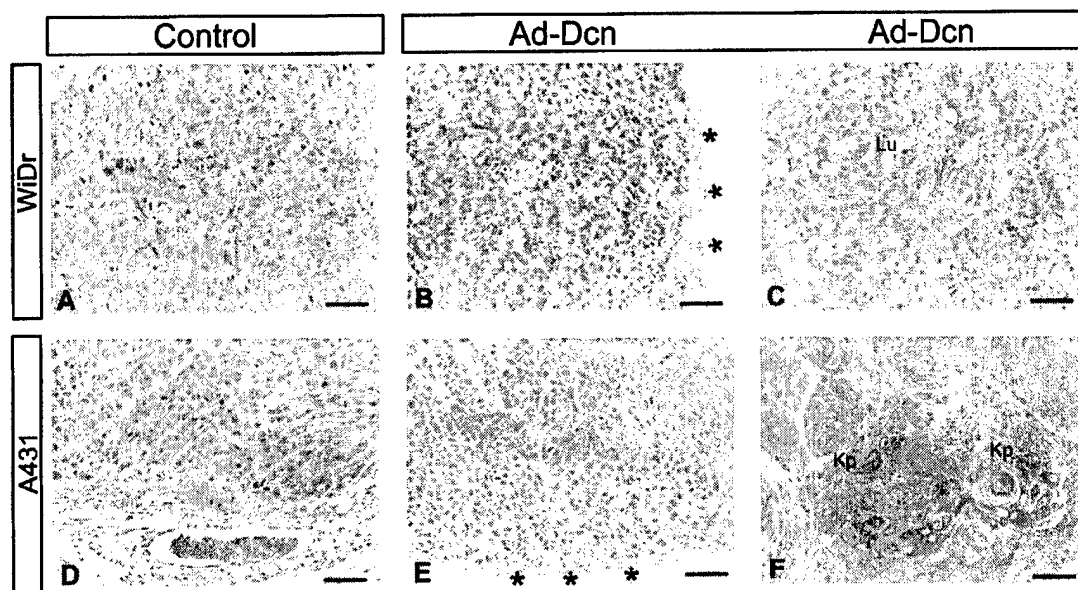 Control
Ad-Dcn
Ad-Dcn
WiDr
A
B
*
*
*
C
Lu
A431
D
E
* * *
F
Kp
Kp